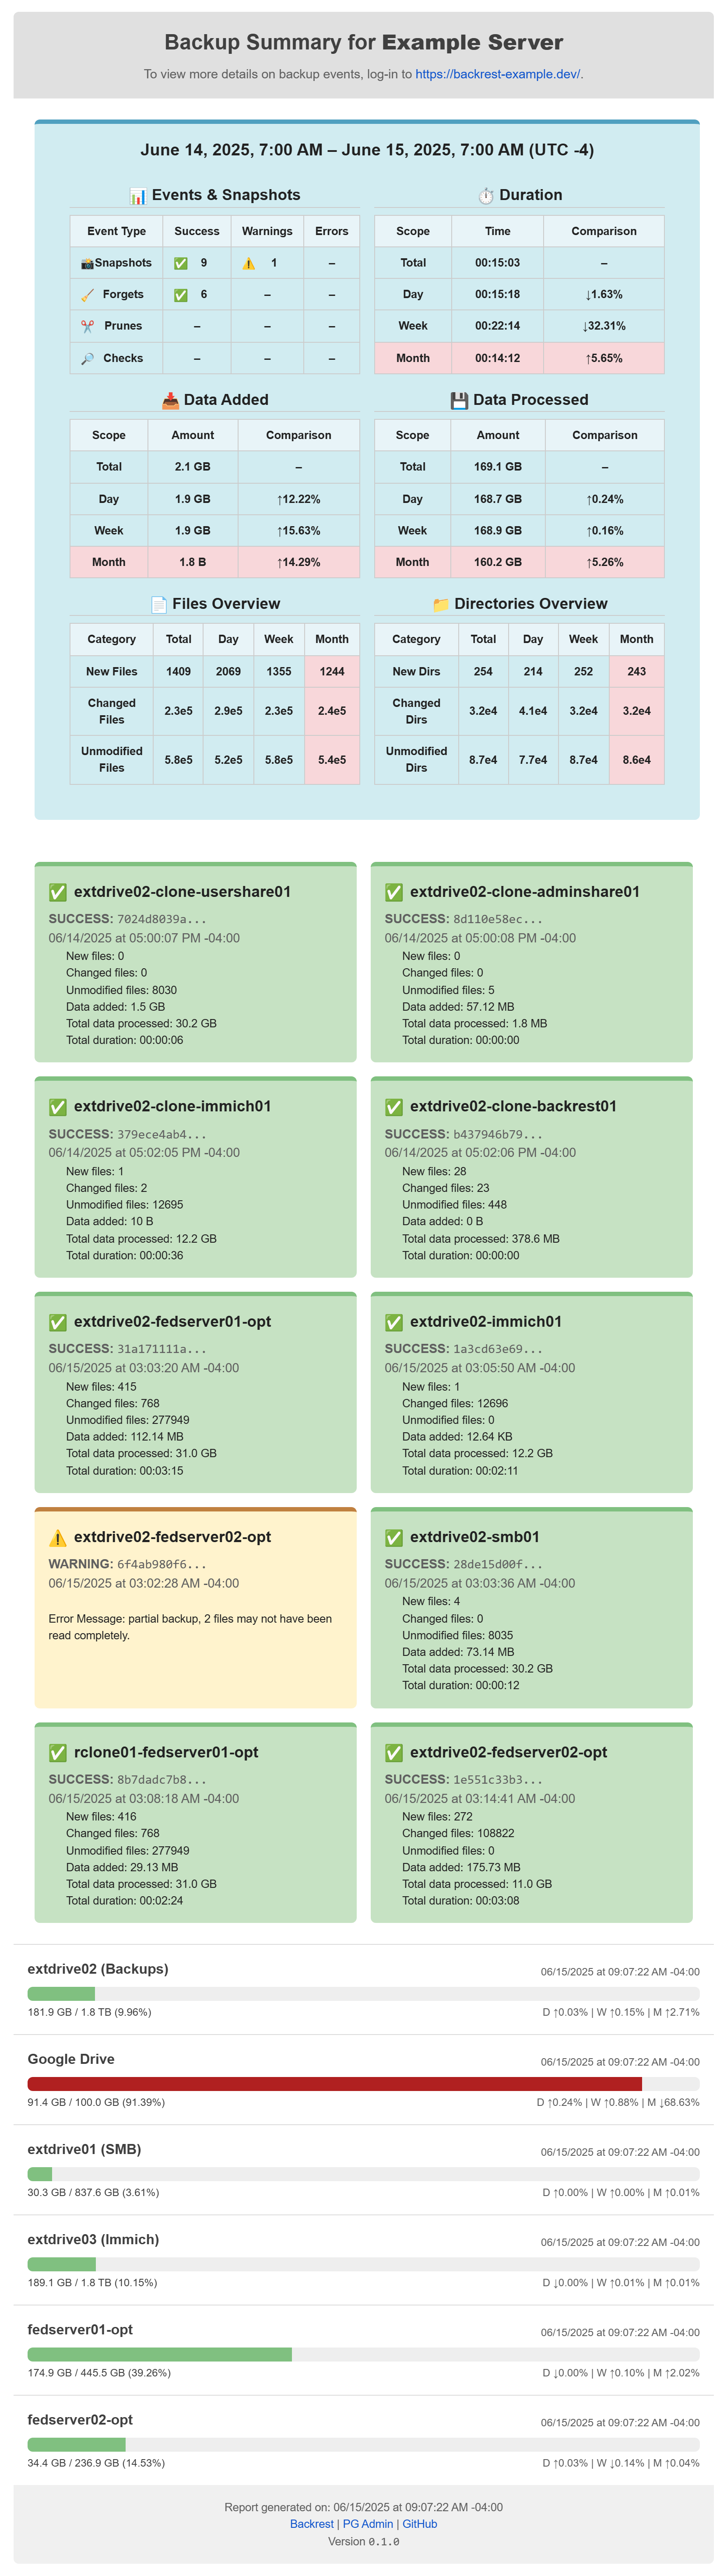 Backup Summary for Example Server
To view more details on backup events, log-in to https://backrest-example.dev/.
June 14, 2025, 7:00 AM – June 15, 2025, 7:00 AM (UTC -4)
📊 Events & Snapshots
Event Type Success Warnings Errors
📸Snapshots ✅ 9 ⚠️ 1 –
🧹 Forgets ✅ 6 – –
✂️ Prunes – – –
🔎 Checks – – –
⏱️ Duration
Scope Time Comparison
Total 00:15:03 –
Day 00:15:18 ↓1.63%
Week 00:22:14 ↓32.31%
Month 00:14:12 ↑5.65%
📥 Data Added
Scope Amount Comparison
Total 2.1 GB –
Day 1.9 GB ↑12.22%
Week 1.9 GB ↑15.63%
Month 1.8 B ↑14.29%
💾 Data Processed
Scope Amount Comparison
Total 169.1 GB –
Day 168.7 GB ↑0.24%
Week 168.9 GB ↑0.16%
Month 160.2 GB ↑5.26%
📄 Files Overview
Category Total Day Week Month
New Files 1409 2069 1355 1244
Changed
Files 2.3e5 2.9e5 2.3e5 2.4e5
Unmodified
Files 5.8e5 5.2e5 5.8e5 5.4e5
📁 Directories Overview
Category Total Day Week Month
New Dirs 254 214 252 243
Changed
Dirs 3.2e4 4.1e4 3.2e4 3.2e4
Unmodified
Dirs 8.7e4 7.7e4 8.7e4 8.6e4
✅ extdrive02-clone-usershare01
SUCCESS: 7024d8039a...
06/14/2025 at 05:00:07 PM -04:00
New files: 0
Changed files: 0
Unmodified files: 8030
Data added: 1.5 GB
Total data processed: 30.2 GB
Total duration: 00:00:06
✅ extdrive02-clone-adminshare01
SUCCESS: 8d110e58ec...
06/14/2025 at 05:00:08 PM -04:00
New files: 0
Changed files: 0
Unmodified files: 5
Data added: 57.12 MB
Total data processed: 1.8 MB
Total duration: 00:00:00
✅ extdrive02-clone-immich01
SUCCESS: 379ece4ab4...
06/14/2025 at 05:02:05 PM -04:00
New files: 1
Changed files: 2
Unmodified files: 12695
Data added: 10 B
Total data processed: 12.2 GB
Total duration: 00:00:36
✅ extdrive02-clone-backrest01
SUCCESS: b437946b79...
06/14/2025 at 05:02:06 PM -04:00
New files: 28
Changed files: 23
Unmodified files: 448
Data added: 0 B
Total data processed: 378.6 MB
Total duration: 00:00:00
✅ extdrive02-fedserver01-opt
SUCCESS: 31a171111a...
06/15/2025 at 03:03:20 AM -04:00
New files: 415
Changed files: 768
Unmodified files: 277949
Data added: 112.14 MB
Total data processed: 31.0 GB
Total duration: 00:03:15
✅ extdrive02-immich01
SUCCESS: 1a3cd63e69...
06/15/2025 at 03:05:50 AM -04:00
New files: 1
Changed files: 12696
Unmodified files: 0
Data added: 12.64 KB
Total data processed: 12.2 GB
Total duration: 00:02:11
⚠️ extdrive02-fedserver02-opt
WARNING: 6f4ab980f6...
06/15/2025 at 03:02:28 AM -04:00
Error Message: partial backup, 2 files may not have been
read completely.
✅ extdrive02-smb01
SUCCESS: 28de15d00f...
06/15/2025 at 03:03:36 AM -04:00
New files: 4
Changed files: 0
Unmodified files: 8035
Data added: 73.14 MB
Total data processed: 30.2 GB
Total duration: 00:00:12
✅ rclone01-fedserver01-opt
SUCCESS: 8b7dadc7b8...
06/15/2025 at 03:08:18 AM -04:00
New files: 416
Changed files: 768
Unmodified files: 277949
Data added: 29.13 MB
Total data processed: 31.0 GB
Total duration: 00:02:24
✅ extdrive02-fedserver02-opt
SUCCESS: 1e551c33b3...
06/15/2025 at 03:14:41 AM -04:00
New files: 272
Changed files: 108822
Unmodified files: 0
Data added: 175.73 MB
Total data processed: 11.0 GB
Total duration: 00:03:08
extdrive02 (Backups) 06/15/2025 at 09:07:22 AM -04:00
181.9 GB / 1.8 TB (9.96%) D ↑0.03% | W ↑0.15% | M ↑2.71%
Google Drive 06/15/2025 at 09:07:22 AM -04:00
91.4 GB / 100.0 GB (91.39%) D ↑0.24% | W ↑0.88% | M ↓68.63%
extdrive01 (SMB) 06/15/2025 at 09:07:22 AM -04:00
30.3 GB / 837.6 GB (3.61%) D ↑0.00% | W ↑0.00% | M ↑0.01%
extdrive03 (Immich) 06/15/2025 at 09:07:22 AM -04:00
189.1 GB / 1.8 TB (10.15%) D ↓0.00% | W ↑0.01% | M ↑0.01%
fedserver01-opt 06/15/2025 at 09:07:22 AM -04:00
174.9 GB / 445.5 GB (39.26%) D ↓0.00% | W ↑0.10% | M ↑2.02%
fedserver02-opt 06/15/2025 at 09:07:22 AM -04:00
34.4 GB / 236.9 GB (14.53%) D ↑0.03% | W ↓0.14% | M ↑0.04%
Report generated on: 06/15/2025 at 09:07:22 AM -04:00
Backrest | PG Admin | GitHub
Version 0.1.0